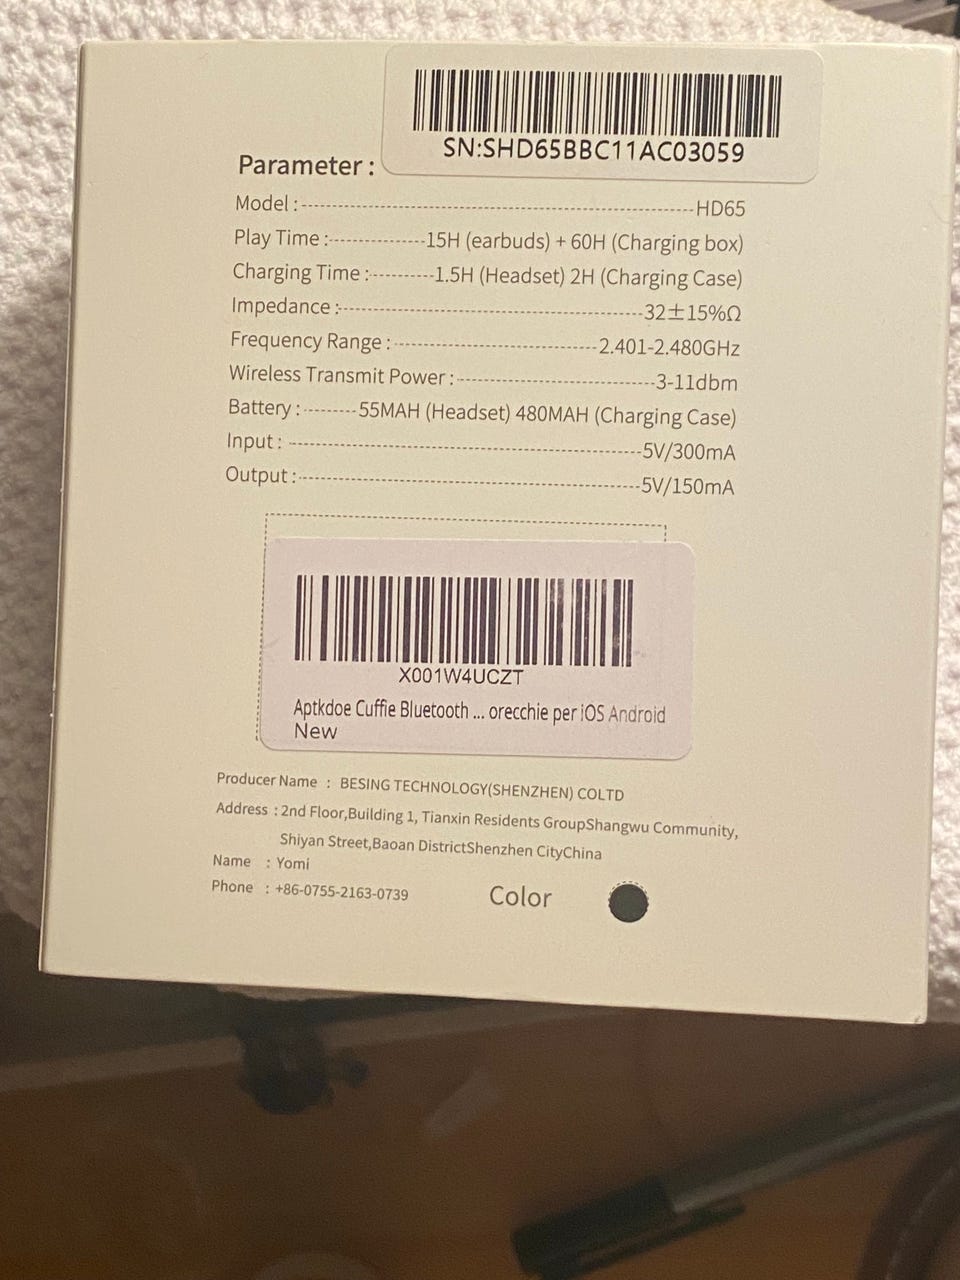 SN:SHD65BBC11AC03059
Parameter :
Model :---HD65
Play Time :---15H (earbuds) + 60H (Charging box)
Charging Time :---1.5H (Headset) 2H (Charging Case)
Impedance :---32±15%Ω
Frequency Range :---2.401-2.480GHz
Wireless Transmit Power :---3-11dbm
Battery :---55MAH (Headset) 480MAH (Charging Case)
Input :---5V/300mA
Output :---5V/150mA
X001W4UCZT
Aptkdoe Cuffie Bluetooth ... orecchie per iOS Android
New
Producer Name : BESING TECHNOLOGY(SHENZHEN) COLTD
Address : 2nd Floor,Building 1, Tianxin Residents GroupShangwu Community,
Shiyan Street,Baoan DistrictShenzhen CityChina
Name : Yomi
Phone : +86-0755-2163-0739
Color